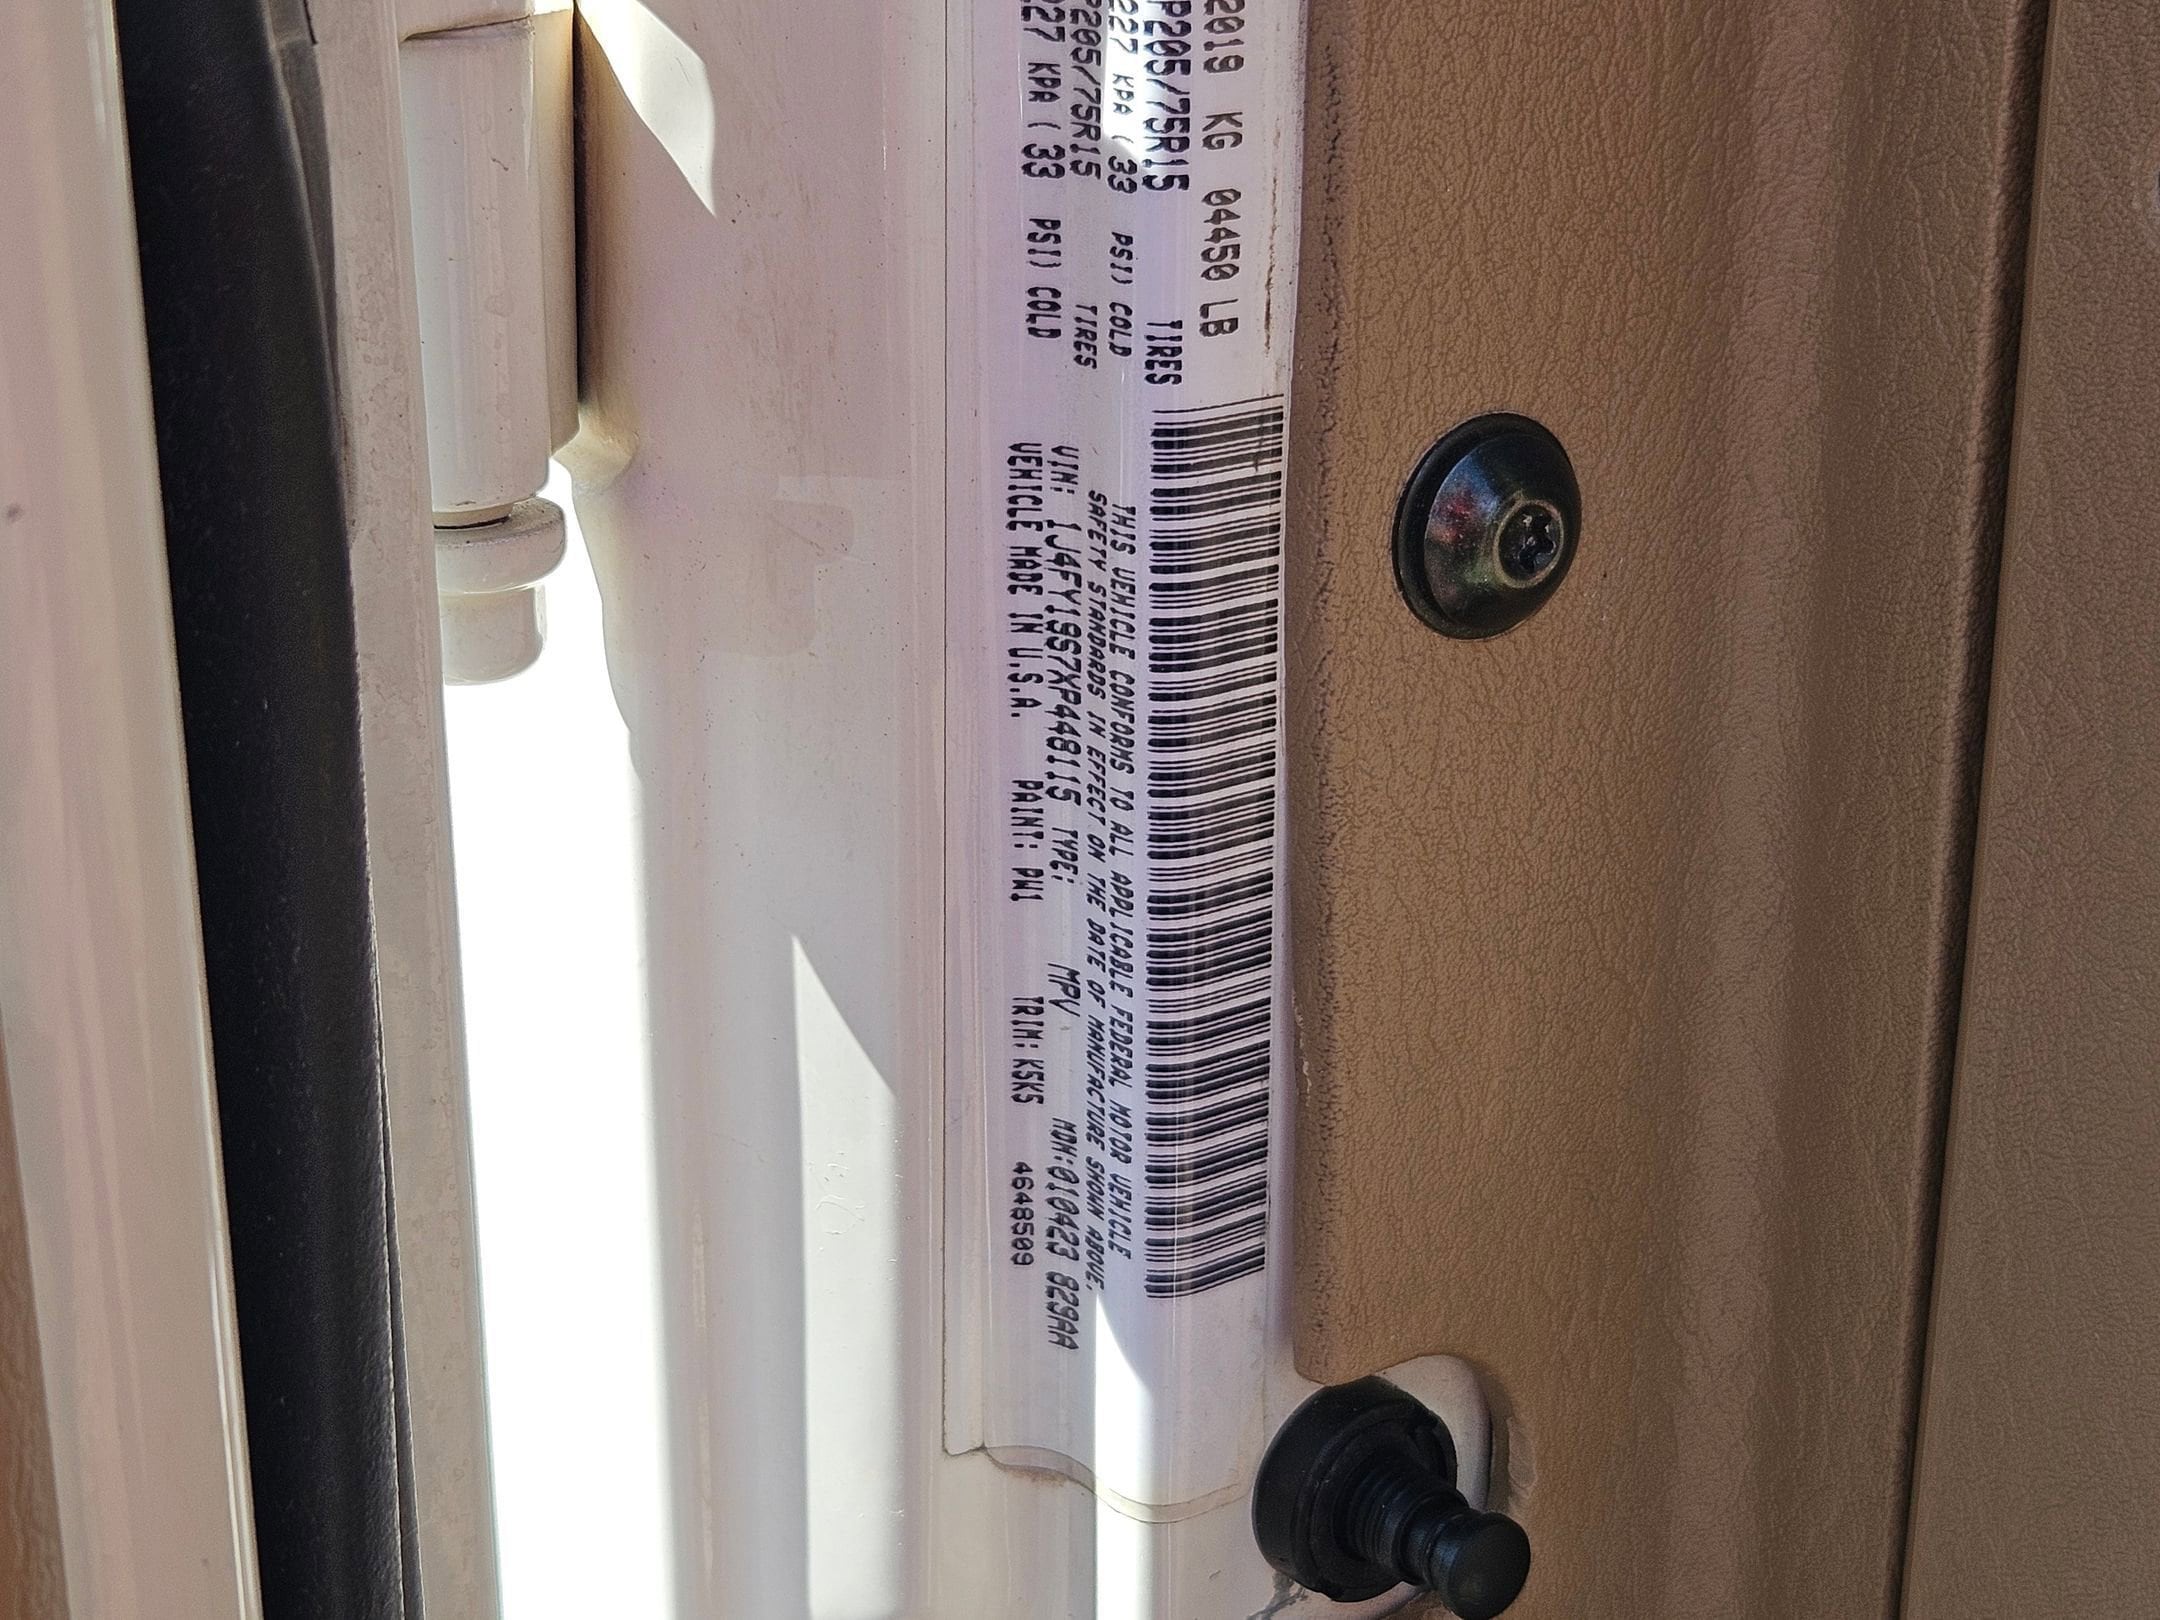 2019 KG 04450 LB
P205/75R15 TIRES
227 KPA ( 33 PSI) COLD
P205/75R15 TIRES
227 KPA ( 33 PSI) COLD
THIS VEHICLE CONFORMS TO ALL APPLICABLE FEDERAL MOTOR VEHICLE
SAFETY STANDARDS IN EFFECT ON THE DATE OF MANUFACTURE SHOWN ABOVE.
VIN: 1J4FY19S7XP448115 TYPE: MPV MDH:010423 829AA
VEHICLE MADE IN U.S.A. PAINT: PW1 TRIM: K5K5 4648509